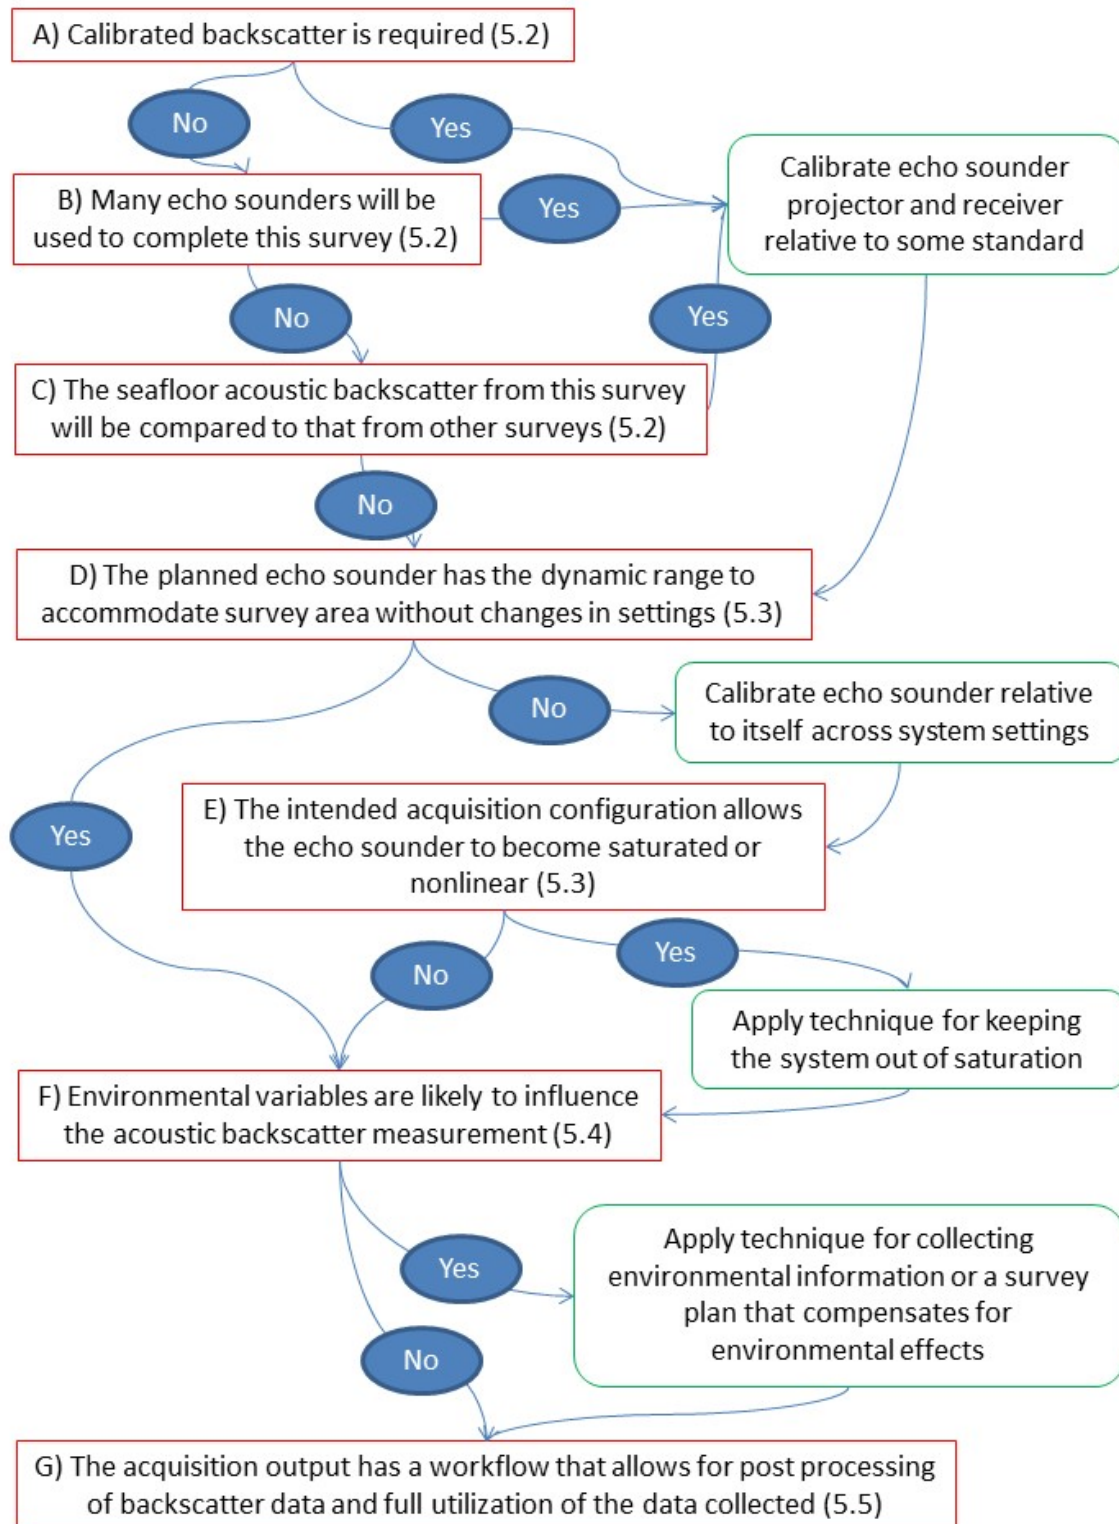 A) Calibrated backscatter is required (5.2)
No
Yes
B) Many echo sounders will be
used to complete this survey (5.2)
Yes
Calibrate echo sounder
projector and receiver
relative to some standard
No
Yes
C) The seafloor acoustic backscatter from this survey
will be compared to that from other surveys (5.2)
No
D) The planned echo sounder has the dynamic range to
accommodate survey area without changes in settings (5.3)
No
Calibrate echo sounder relative
to itself across system settings
Yes
E) The intended acquisition configuration allows
the echo sounder to become saturated or
nonlinear (5.3)
No
Yes
Apply technique for keeping
the system out of saturation
F) Environmental variables are likely to influence
the acoustic backscatter measurement (5.4)
Yes
Apply technique for collecting
environmental information or a survey
plan that compensates for
environmental effects
No
G) The acquisition output has a workflow that allows for post processing
of backscatter data and full utilization of the data collected (5.5)